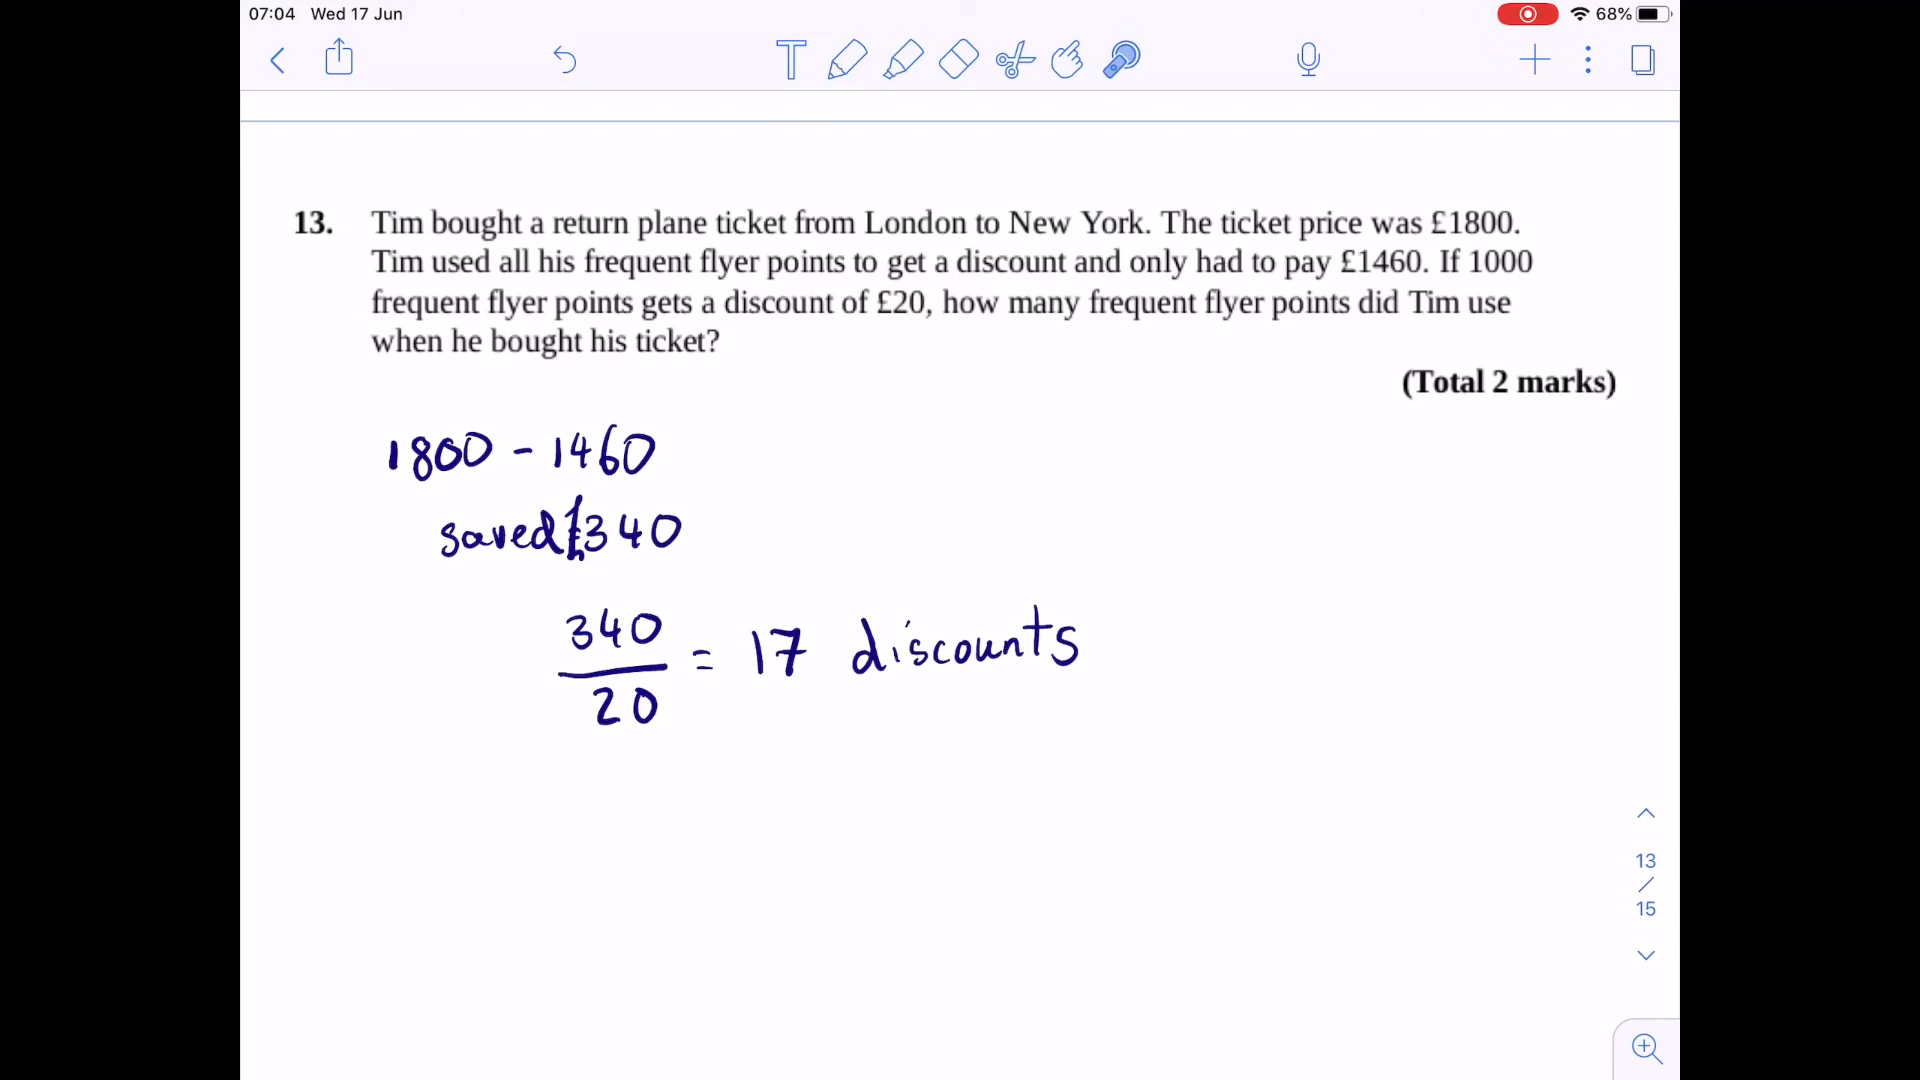 07:04 Wed 17 Jun 68%
13. Tim bought a return plane ticket from London to New York. The ticket price was £1800.
Tim used all his frequent flyer points to get a discount and only had to pay £1460. If 1000
frequent flyer points gets a discount of £20, how many frequent flyer points did Tim use
when he bought his ticket?
(Total 2 marks)
1800 - 1460
saved £340
340
20
= 17 discounts
13
/
15